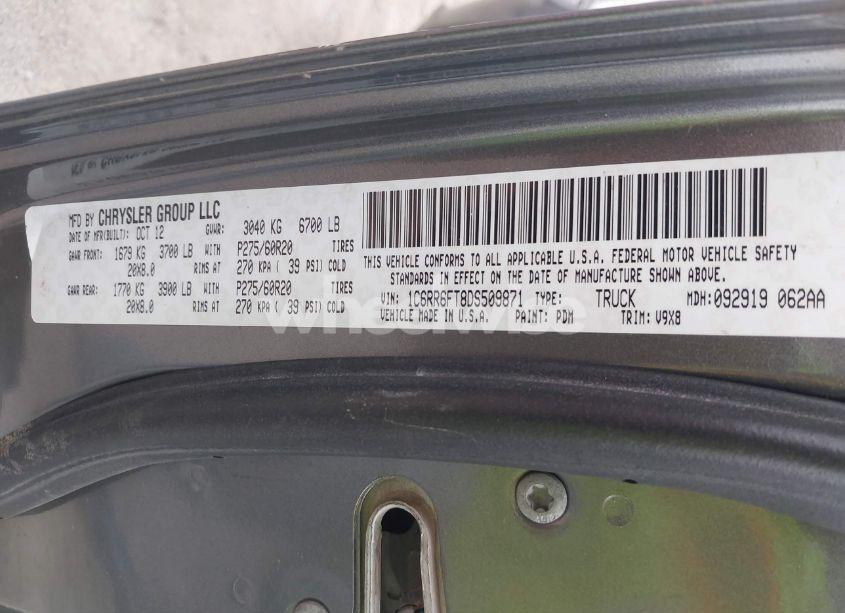 MFD BY CHRYSLER GROUP LLC
DATE OF MFR(BUILT): OCT 12 GVWR: 3040 KG 6700 LB
GAWR FRONT: 1679 KG 3700 LB WITH P275/60R20 TIRES
20X8.0 RIMS AT 270 KPA ( 39 PSI) COLD
GAWR REAR: 1770 KG 3900 LB WITH P275/60R20 TIRES
20X8.0 RIMS AT 270 KPA ( 39 PSI) COLD
THIS VEHICLE CONFORMS TO ALL APPLICABLE U.S.A. FEDERAL MOTOR VEHICLE SAFETY
STANDARDS IN EFFECT ON THE DATE OF MANUFACTURE SHOWN ABOVE.
VIN: 1C6RR6FT8DS509871 TYPE: TRUCK MDH: 092919 062AA
VEHICLE MADE IN U.S.A. PAINT: PDM TRIM: V9X8
wheelwise